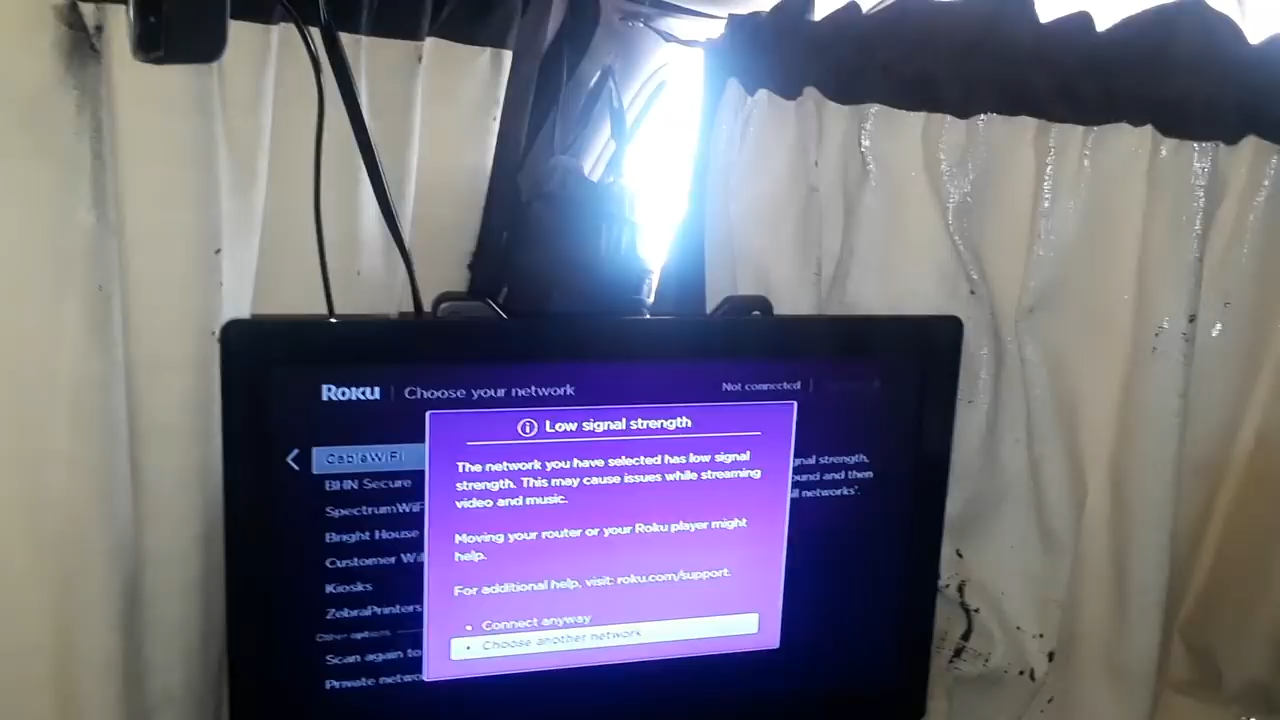 Roku | Choose your network
Not connected
Low signal strength
The network you have selected has low signal
strength. This may cause issues while streaming
video and music.
Moving your router or your Roku player might
help.
For additional help, visit: roku.com/support.
• Connect anyway
• Choose another network
CableWiFi
BHN Secure
SpectrumWiF
Bright House
Customer Wi
Kiosks
ZebraPrinters
Other options
Scan again to
Private netwo
gnal strength,
ound and then
ll networks'.